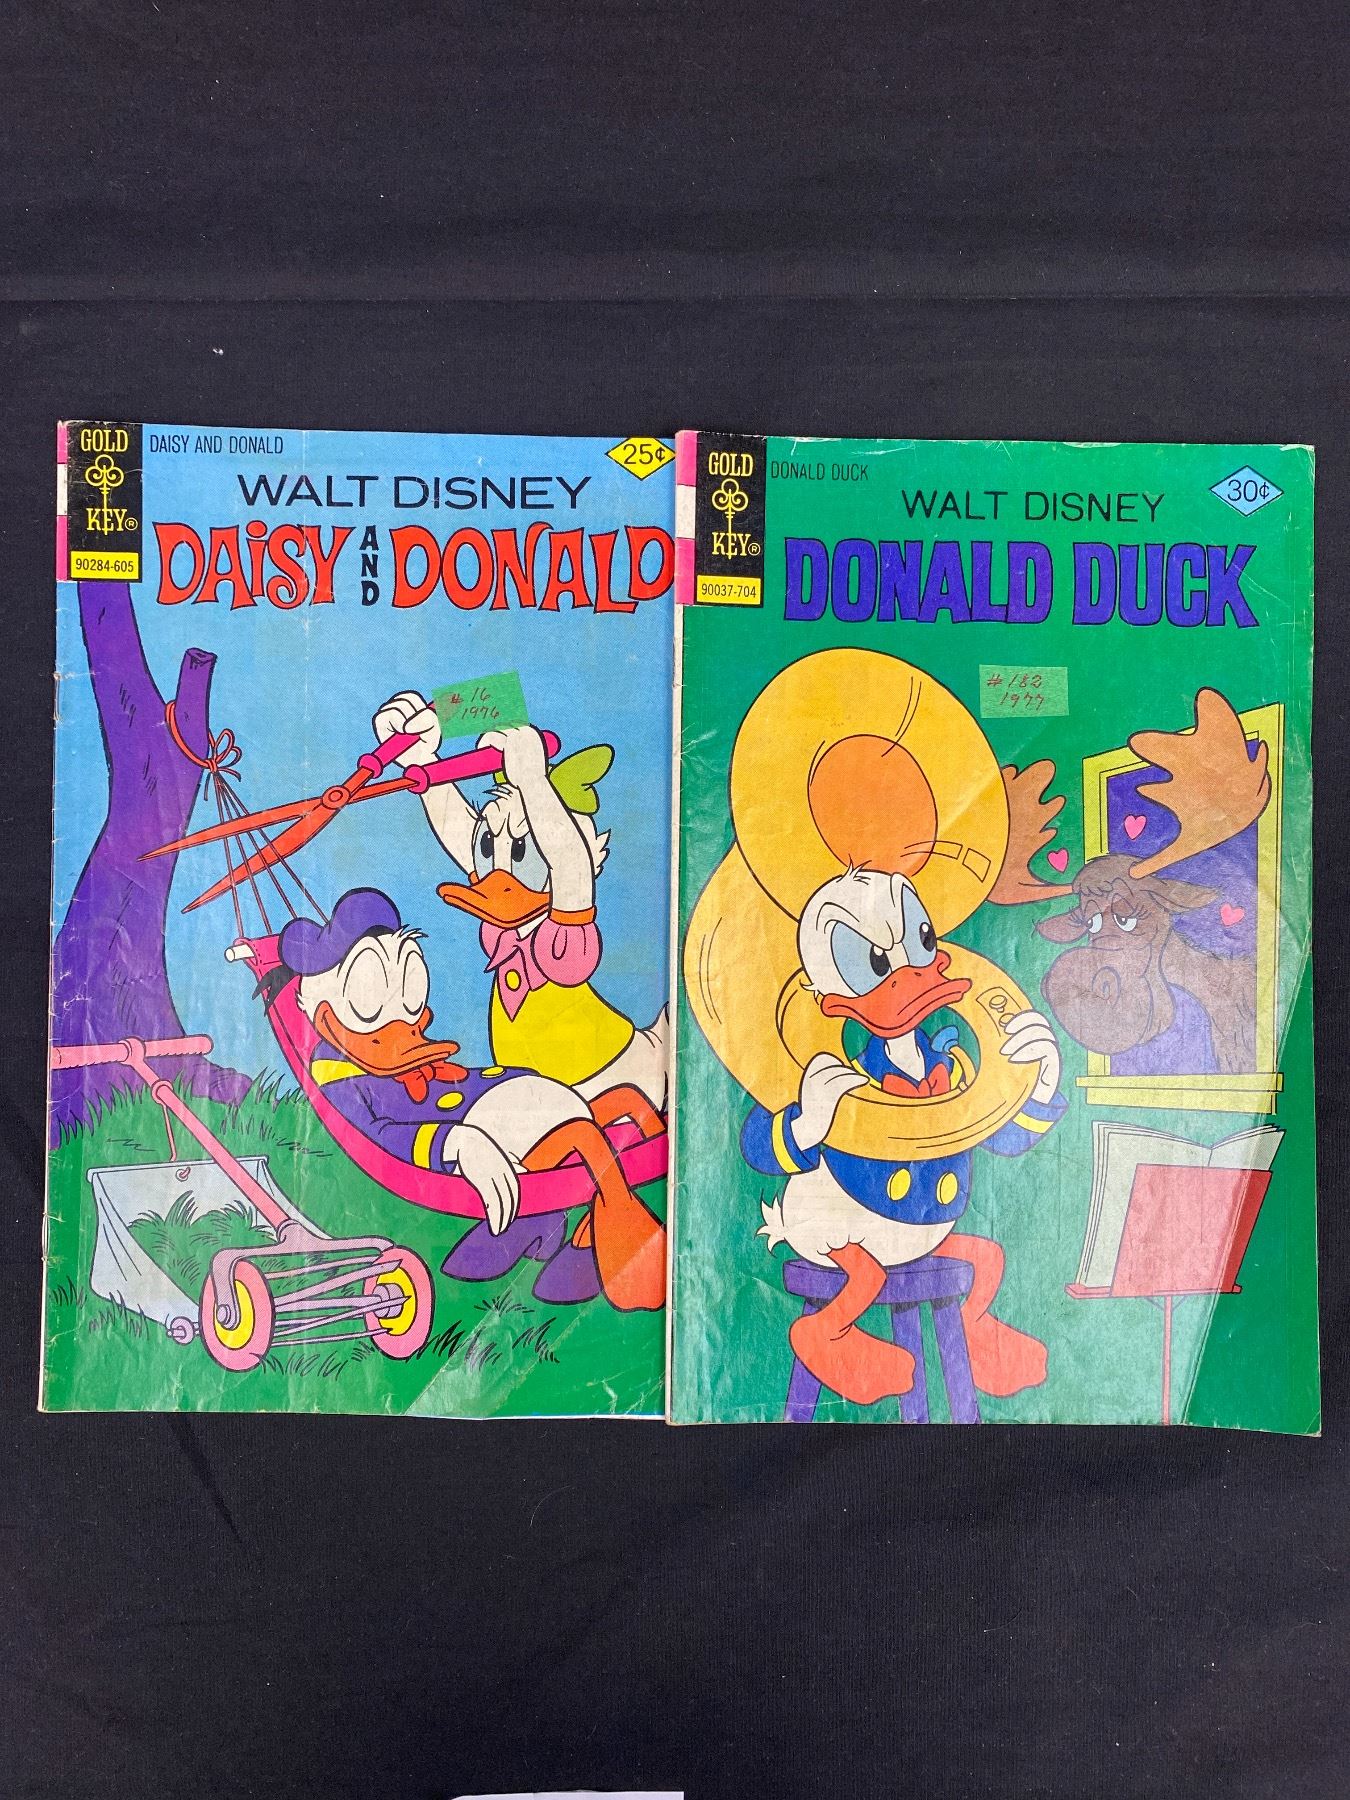 GOLD
KEY®
90284-605
DAISY AND DONALD
25¢
WALT DISNEY
DAISY AND DONALD
# 16
1976
GOLD
KEY®
90037-704
DONALD DUCK
30¢
WALT DISNEY
DONALD DUCK
# 182
1977